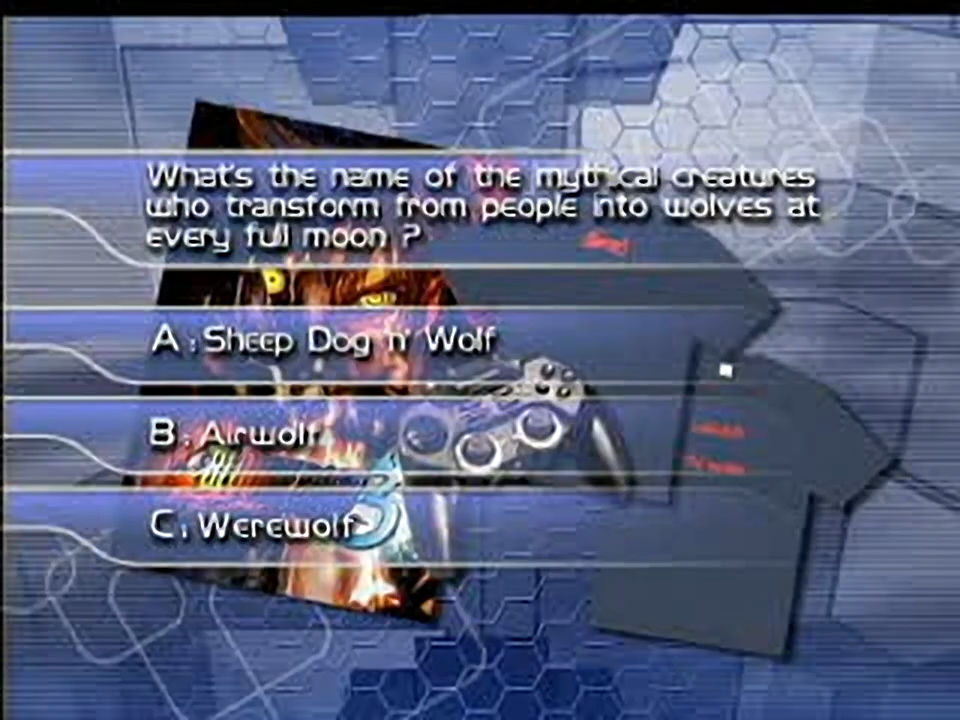 What's the name of the mythical creatures
who transform from people into wolves at
every full moon ?
A : Sheep Dog 'n' Wolf
B : Airwolf
C : Werewolf
3